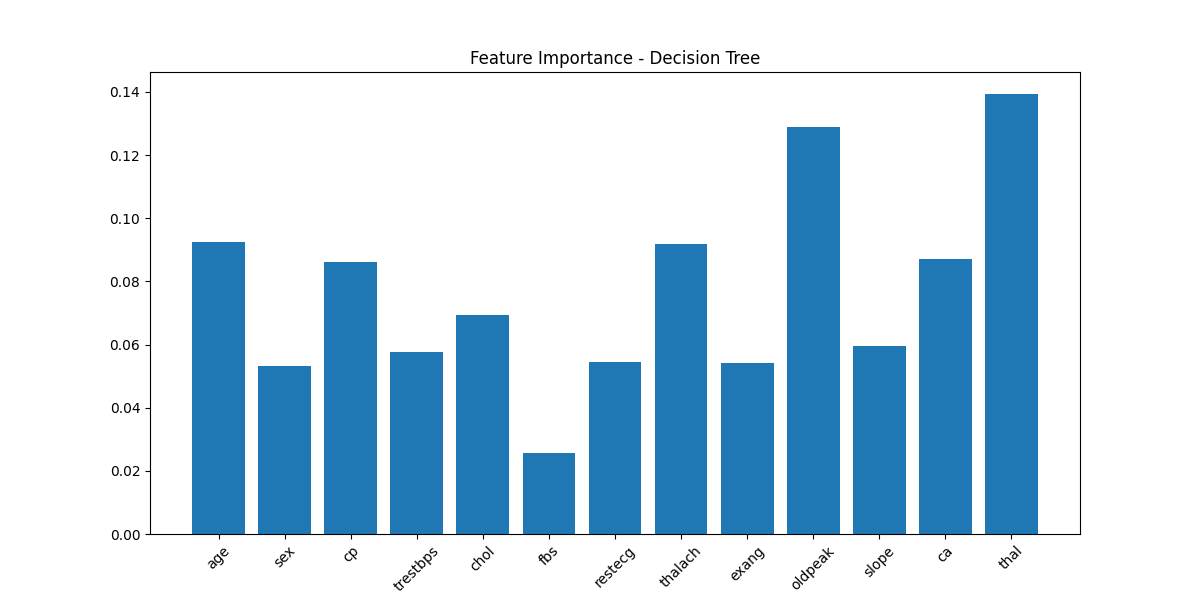 Feature Importance - Decision Tree
0.14
0.12
0.10
0.08
0.06
0.04
0.02
0.00
age
sex
cp
trestbps
chol
fbs
restecg
thalach
exang
oldpeak
slope
ca
thal